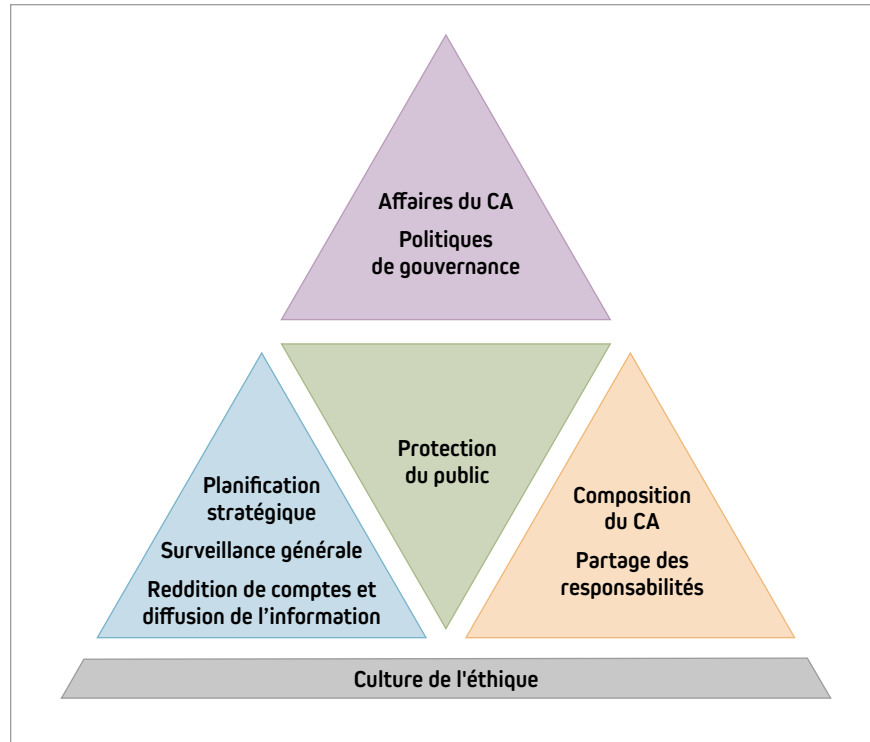 Affaires du CA
Politiques
de gouvernance
Protection
du public
Planification
stratégique
Surveillance générale
Reddition de comptes et
diffusion de l'information
Composition
du CA
Partage des
responsabilités
Culture de l'éthique